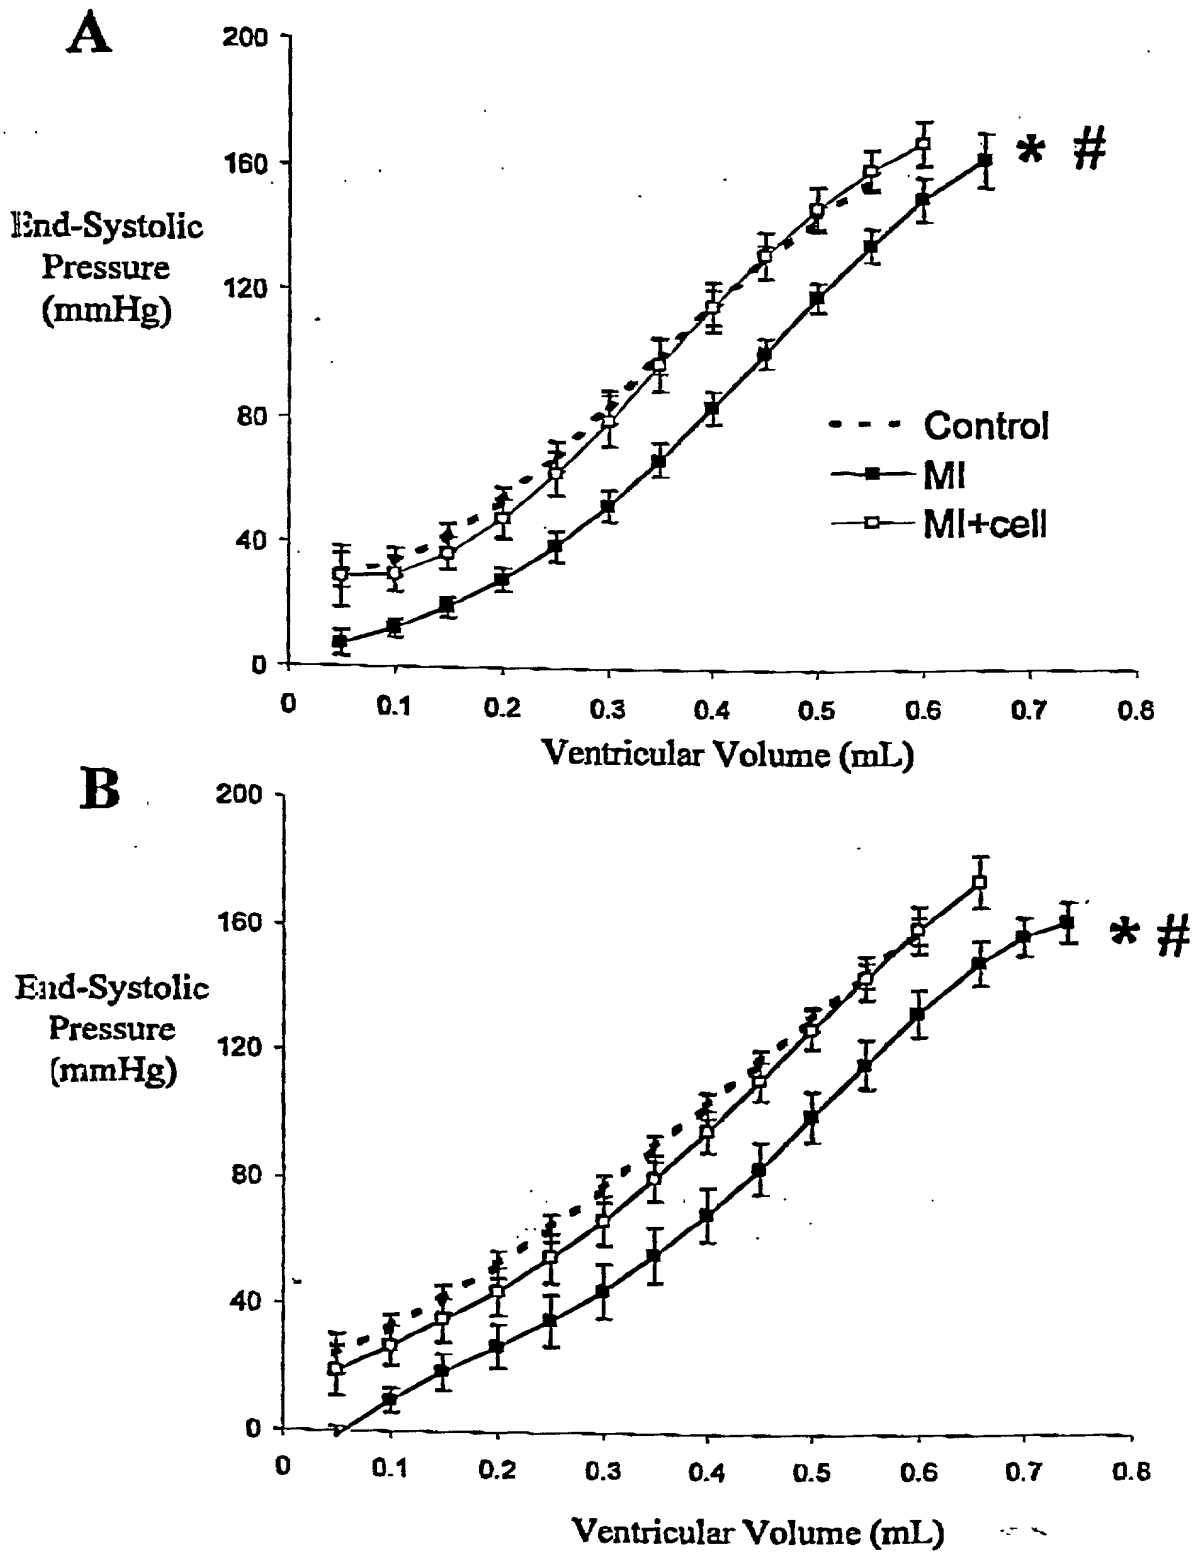 A
200
160
120
80
40
0
End-Systolic
Pressure
(mmHg)
* #
Control
MI
MI+cell
0 0.1 0.2 0.3 0.4 0.5 0.6 0.7 0.8
Ventricular Volume (mL)
B
200
160
120
80
40
0
End-Systolic
Pressure
(mmHg)
* #
0 0.1 0.2 0.3 0.4 0.5 0.6 0.7 0.8
Ventricular Volume (mL)